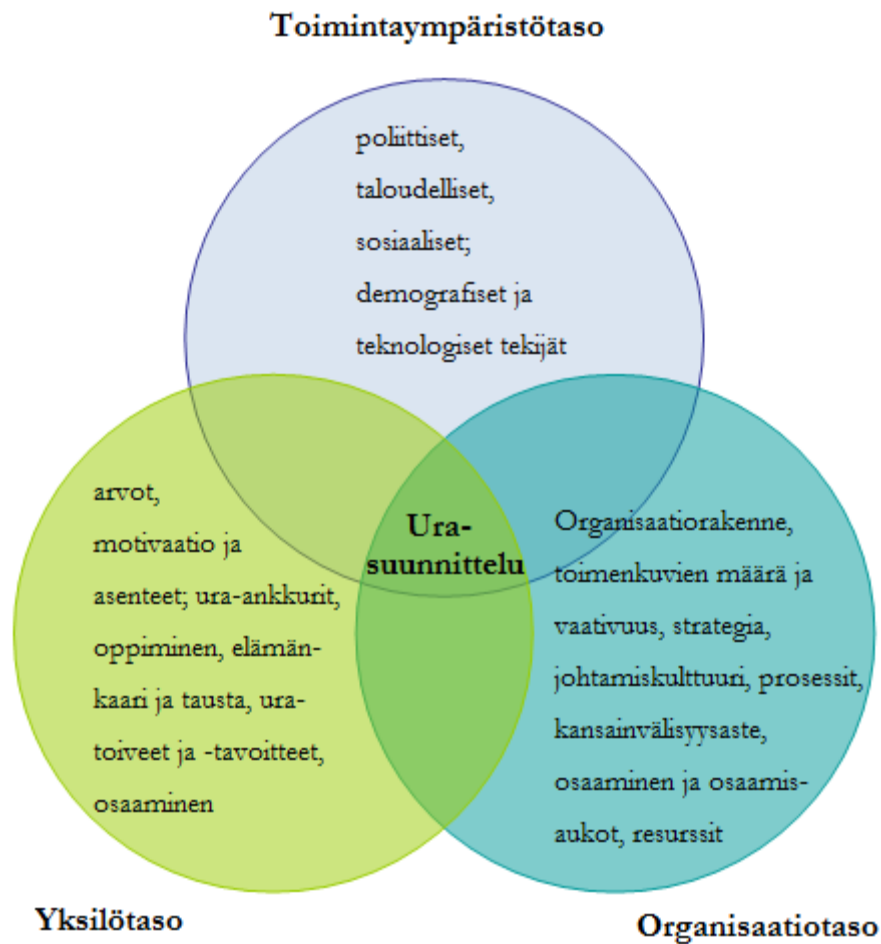 Toimintaympäristötaso
poliittiset,
taloudelliset,
sosiaaliset;
demografiset ja
teknologiset tekijät
arvot,
motivaatio ja
asenteet; ura-ankkurit,
oppiminen, elämän-
kaari ja tausta, ura-
toiveet ja -tavoitteet,
osaaminen
Ura-
suunnittelu
Organisaatiorakenne,
toimenkuvien määrä ja
vaativuus, strategia,
johtamiskulttuuri, prosessit,
kansainvälisyysaste,
osaaminen ja osaamis-
aukot, resurssit
Yksilötaso
Organisaatiotaso